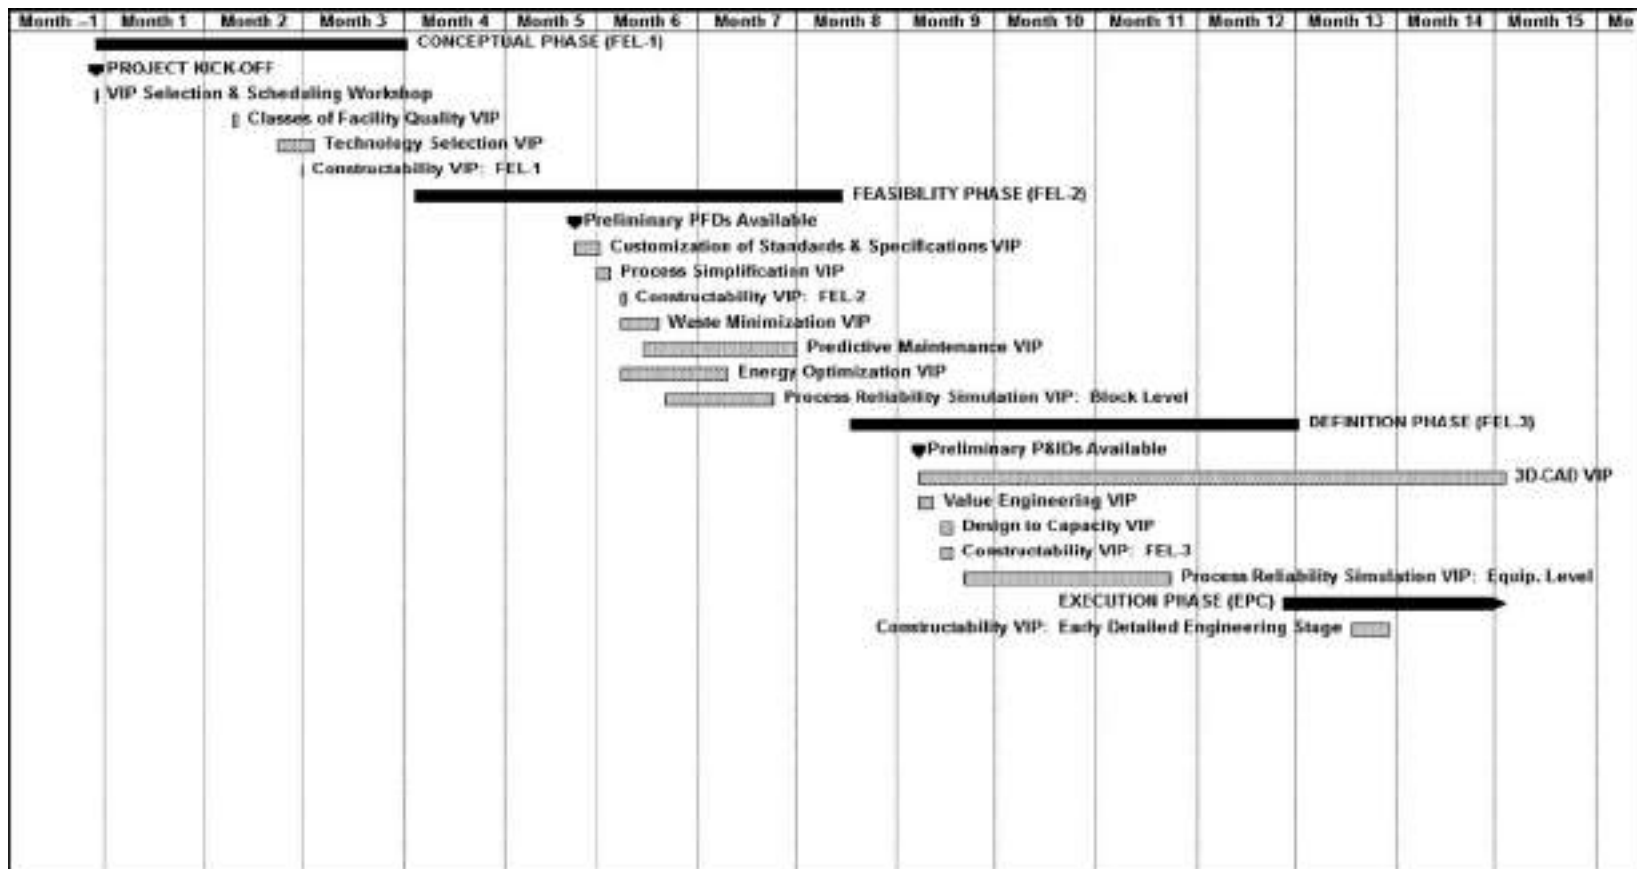 Month -1 Month 1 Month 2 Month 3 Month 4 Month 5 Month 6 Month 7 Month 8 Month 9 Month 10 Month 11 Month 12 Month 13 Month 14 Month 15 Mo
CONCEPTUAL PHASE (FEL-1)
PROJECT KICK-OFF
VIP Selection & Scheduling Workshop
Classes of Facility Quality VIP
Technology Selection VIP
Constructability VIP: FEL-1
FEASIBILITY PHASE (FEL-2)
Preliminary PFDs Available
Customization of Standards & Specifications VIP
Process Simplification VIP
Constructability VIP: FEL-2
Waste Minimization VIP
Predictive Maintenance VIP
Energy Optimization VIP
Process Reliability Simulation VIP: Block Level
DEFINITION PHASE (FEL-3)
Preliminary P&IDs Available
3D-CAD VIP
Value Engineering VIP
Design to Capacity VIP
Constructability VIP: FEL-3
Process Reliability Simulation VIP: Equip. Level
EXECUTION PHASE (EPC)
Constructability VIP: Early Detailed Engineering Stage